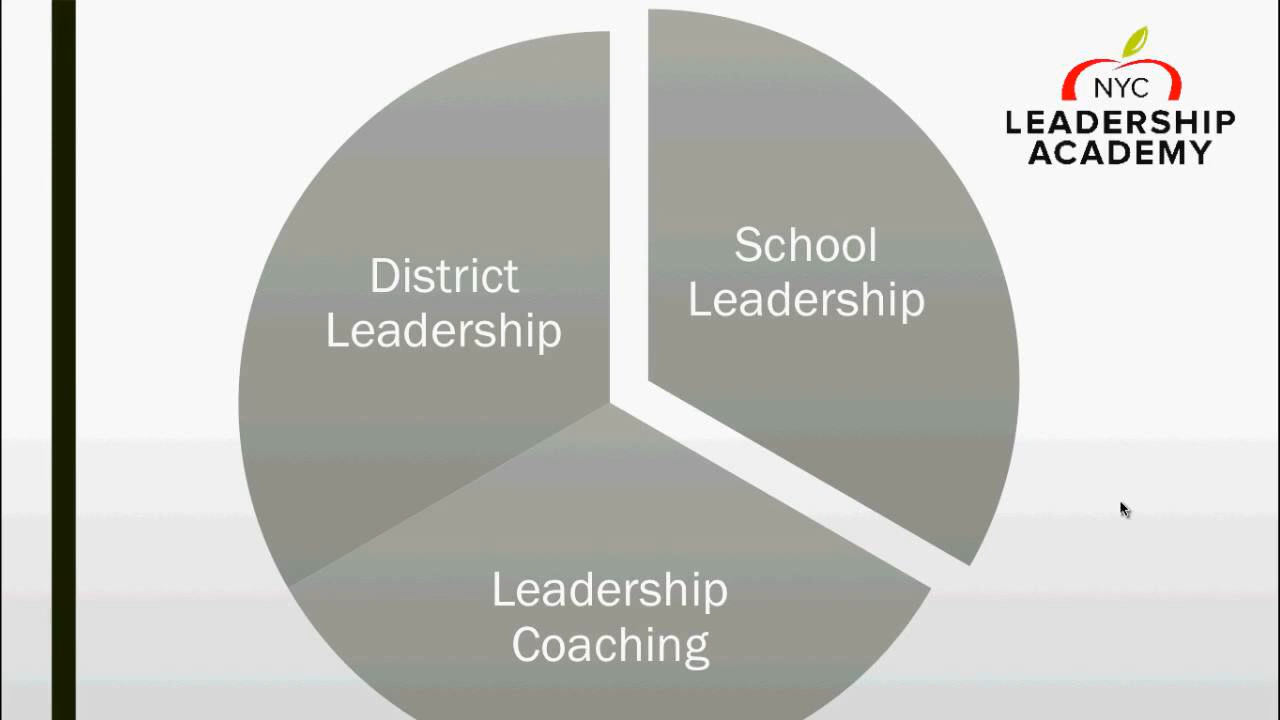 NYC
LEADERSHIP
ACADEMY
School
Leadership
District
Leadership
Leadership
Coaching